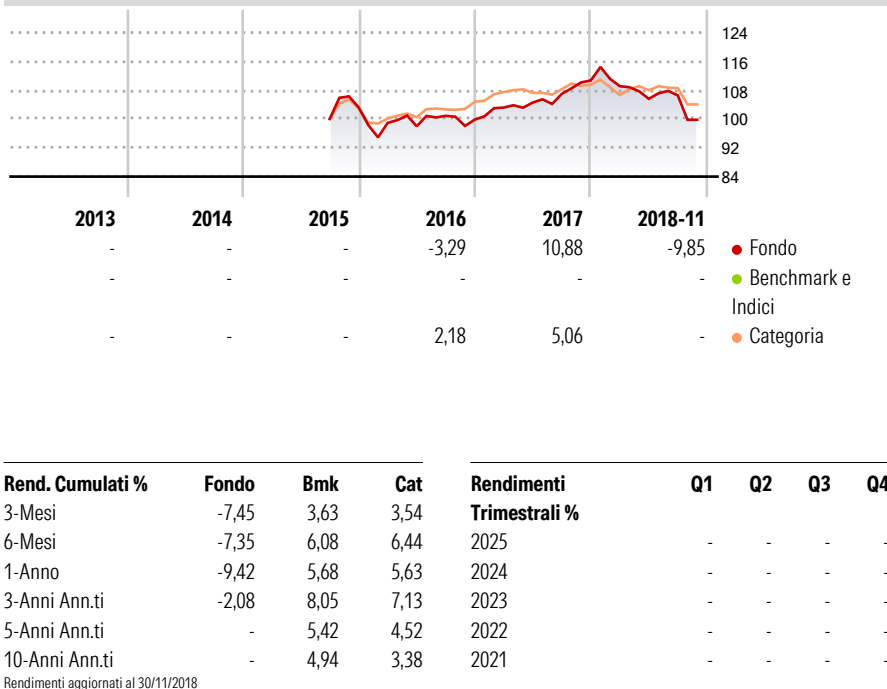 124
116
108
100
92
84
2013 2014 2015 2016 2017 2018-11
- - - -3,29 10,88 -9,85 Fondo
- - - - - - Benchmark e
Indici
- - - 2,18 5,06 - Categoria
Rend. Cumulati % Fondo Bmk Cat
3-Mesi -7,45 3,63 3,54
6-Mesi -7,35 6,08 6,44
1-Anno -9,42 5,68 5,63
3-Anni Ann.ti -2,08 8,05 7,13
5-Anni Ann.ti - 5,42 4,52
10-Anni Ann.ti - 4,94 3,38
Rendimenti aggiornati al 30/11/2018
Rendimenti Q1 Q2 Q3 Q4
Trimestrali %
2025 - - - -
2024 - - - -
2023 - - - -
2022 - - - -
2021 - - - -